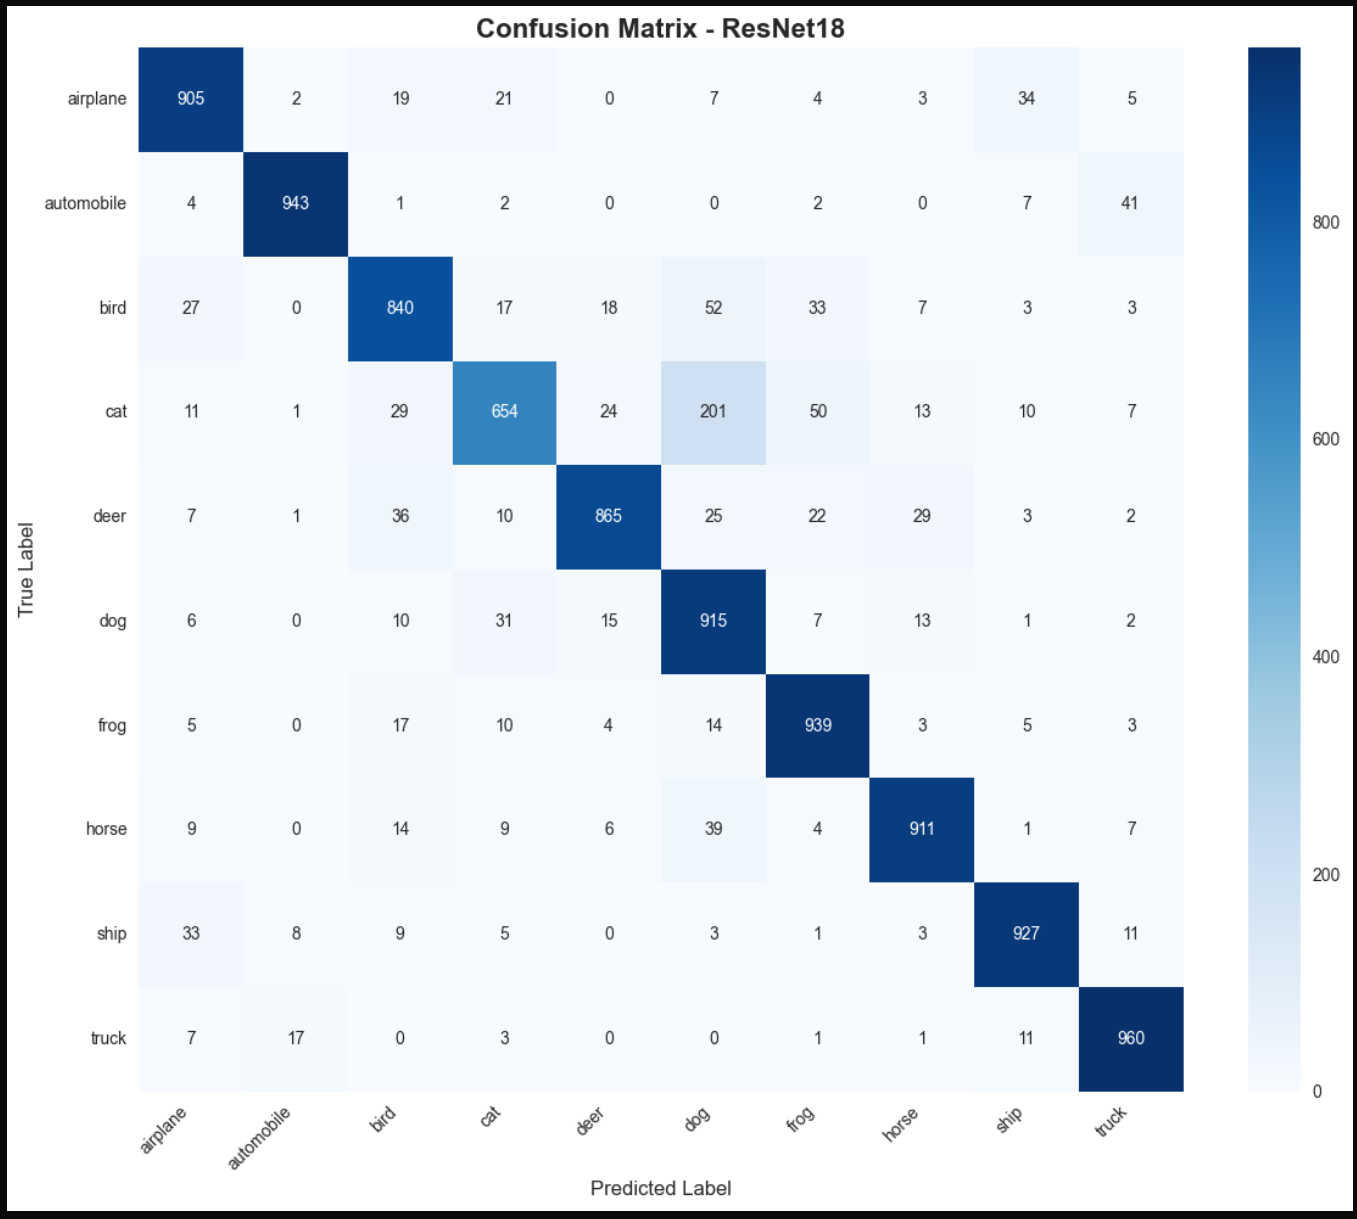 Confusion Matrix - ResNet18
airplane 905 2 19 21 0 7 4 3 34 5
automobile 4 943 1 2 0 0 2 0 7 41
bird 27 0 840 17 18 52 33 7 3 3
cat 11 1 29 654 24 201 50 13 10 7
deer 7 1 36 10 865 25 22 29 3 2
dog 6 0 10 31 15 915 7 13 1 2
frog 5 0 17 10 4 14 939 3 5 3
horse 9 0 14 9 6 39 4 911 1 7
ship 33 8 9 5 0 3 1 3 927 11
truck 7 17 0 3 0 0 1 1 11 960
airplane automobile bird cat deer dog frog horse ship truck
Predicted Label
True Label
800
600
400
200
0